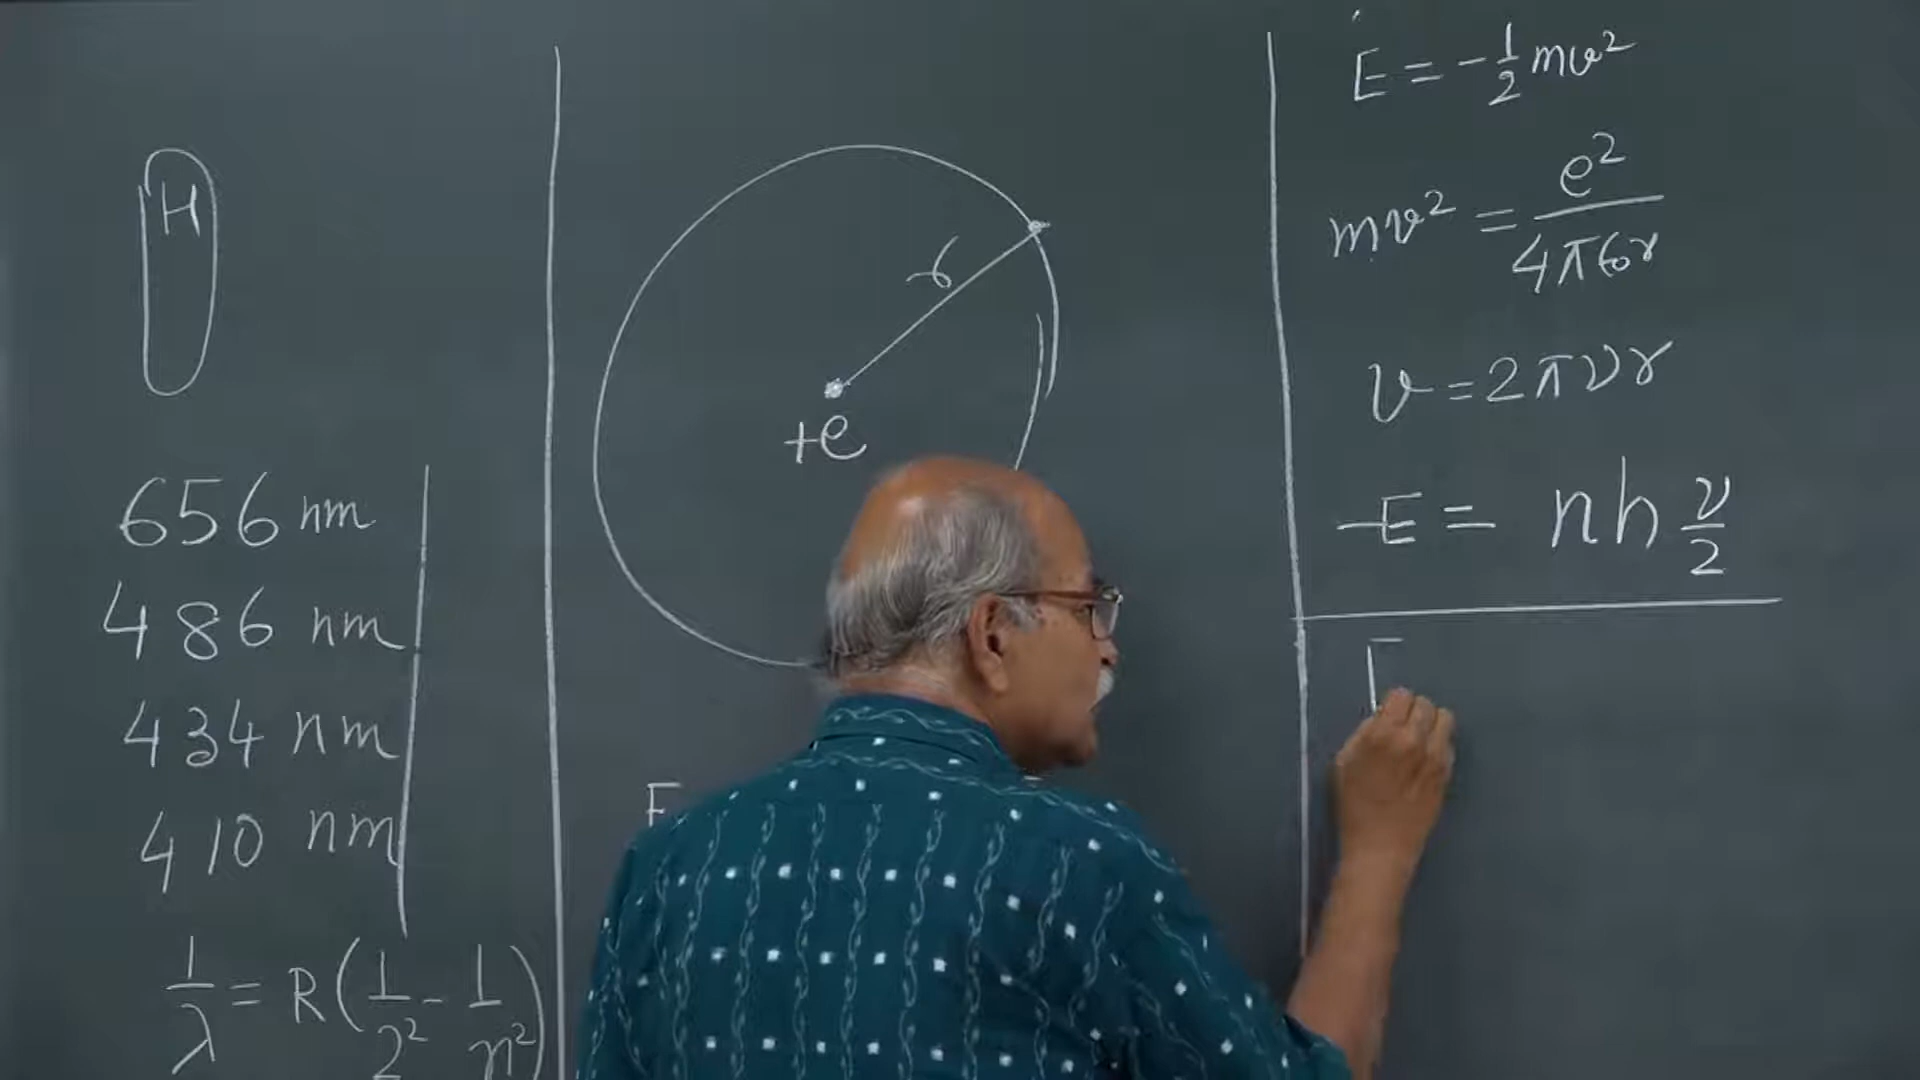 H
656 nm
486 nm
434 nm
410 nm
1/λ = R(1/2² - 1/n²)
r
+e
E
E = -½mv²
mv² = e²/4πϵ₀r
v = 2πνr
-E = nh ν/2